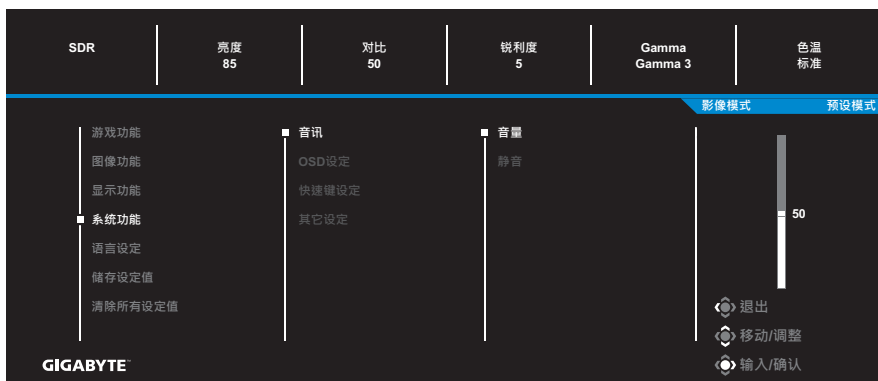 SDR 亮度 对比 锐利度 Gamma 色温
85 50 5 Gamma 3 标准
影像模式 预设模式
游戏功能 音讯 音量
图像功能 OSD设定 静音
显示功能 快速键设定
系统功能 其它设定
50
语言设定
储存设定值
清除所有设定值
退出
移动/调整
GIGABYTE™ 输入/确认